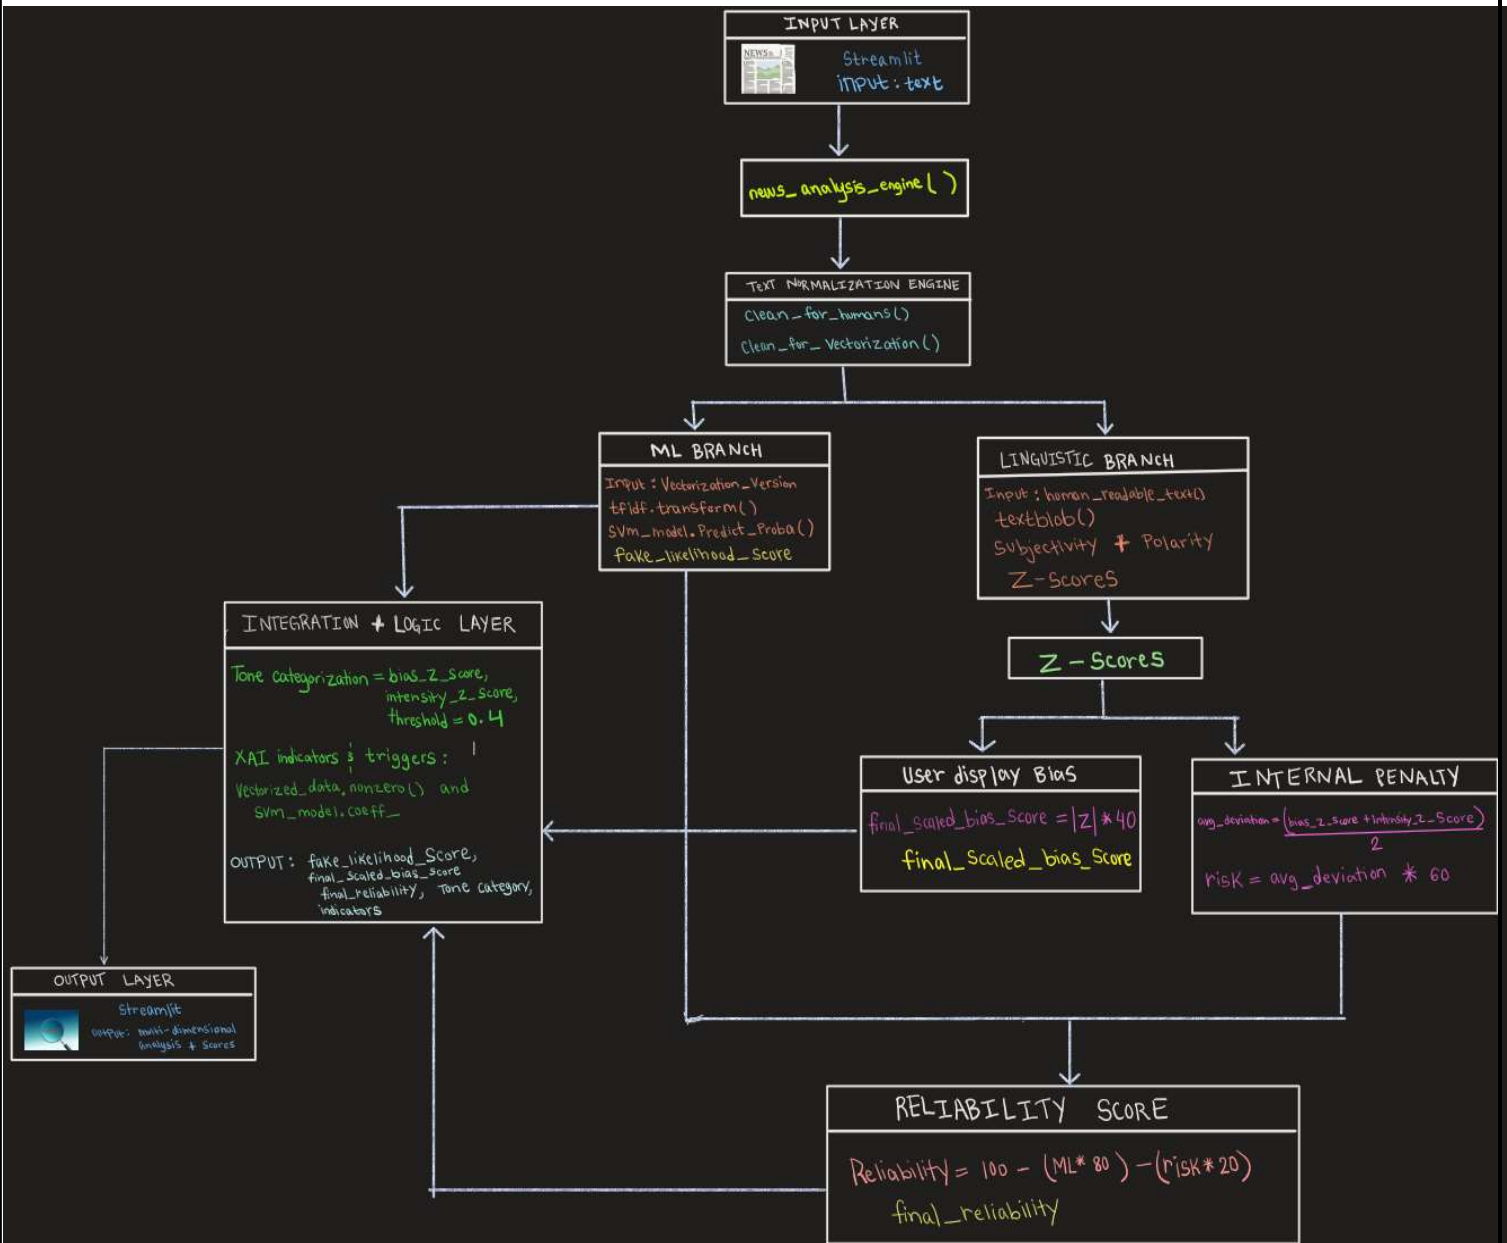 INPUT LAYER
NEWS
Streamlit
input: text
news_analysis_engine( )
TEXT NORMALIZATION ENGINE
Clean_for_humans()
Clean_for_Vectorization()
ML BRANCH
Input: Vectorization_Version
tfidf.transform()
SVM_model.Predict_Proba()
fake_likelihood_score
LINGUISTIC BRANCH
Input: human_readable_text()
textblob()
Subjectivity + Polarity
Z-Scores
Z-Scores
INTEGRATION + LOGIC LAYER
Tone categorization = bias_Z_score,
intensity_Z_Score,
threshold = 0.4
XAI indicators & triggers:
Vectorized_data.nonzero() and
SVM_model.coeff_
OUTPUT: fake_likelihood_Score,
final_scaled_bias_score
final_reliability, Tone category,
indicators
User display Bias
final_scaled_bias_Score = |Z| * 40
final_Scaled_bias_Score
INTERNAL PENALTY
avg_deviation = (bias_Z_score + intensity_Z_Score)
2
risk = avg_deviation * 60
OUTPUT LAYER
Streamlit
OUTPUT: multi-dimensional
analysis + Scores
RELIABILITY SCORE
Reliability = 100 - (ML* 80) - (risk * 20)
final_reliability